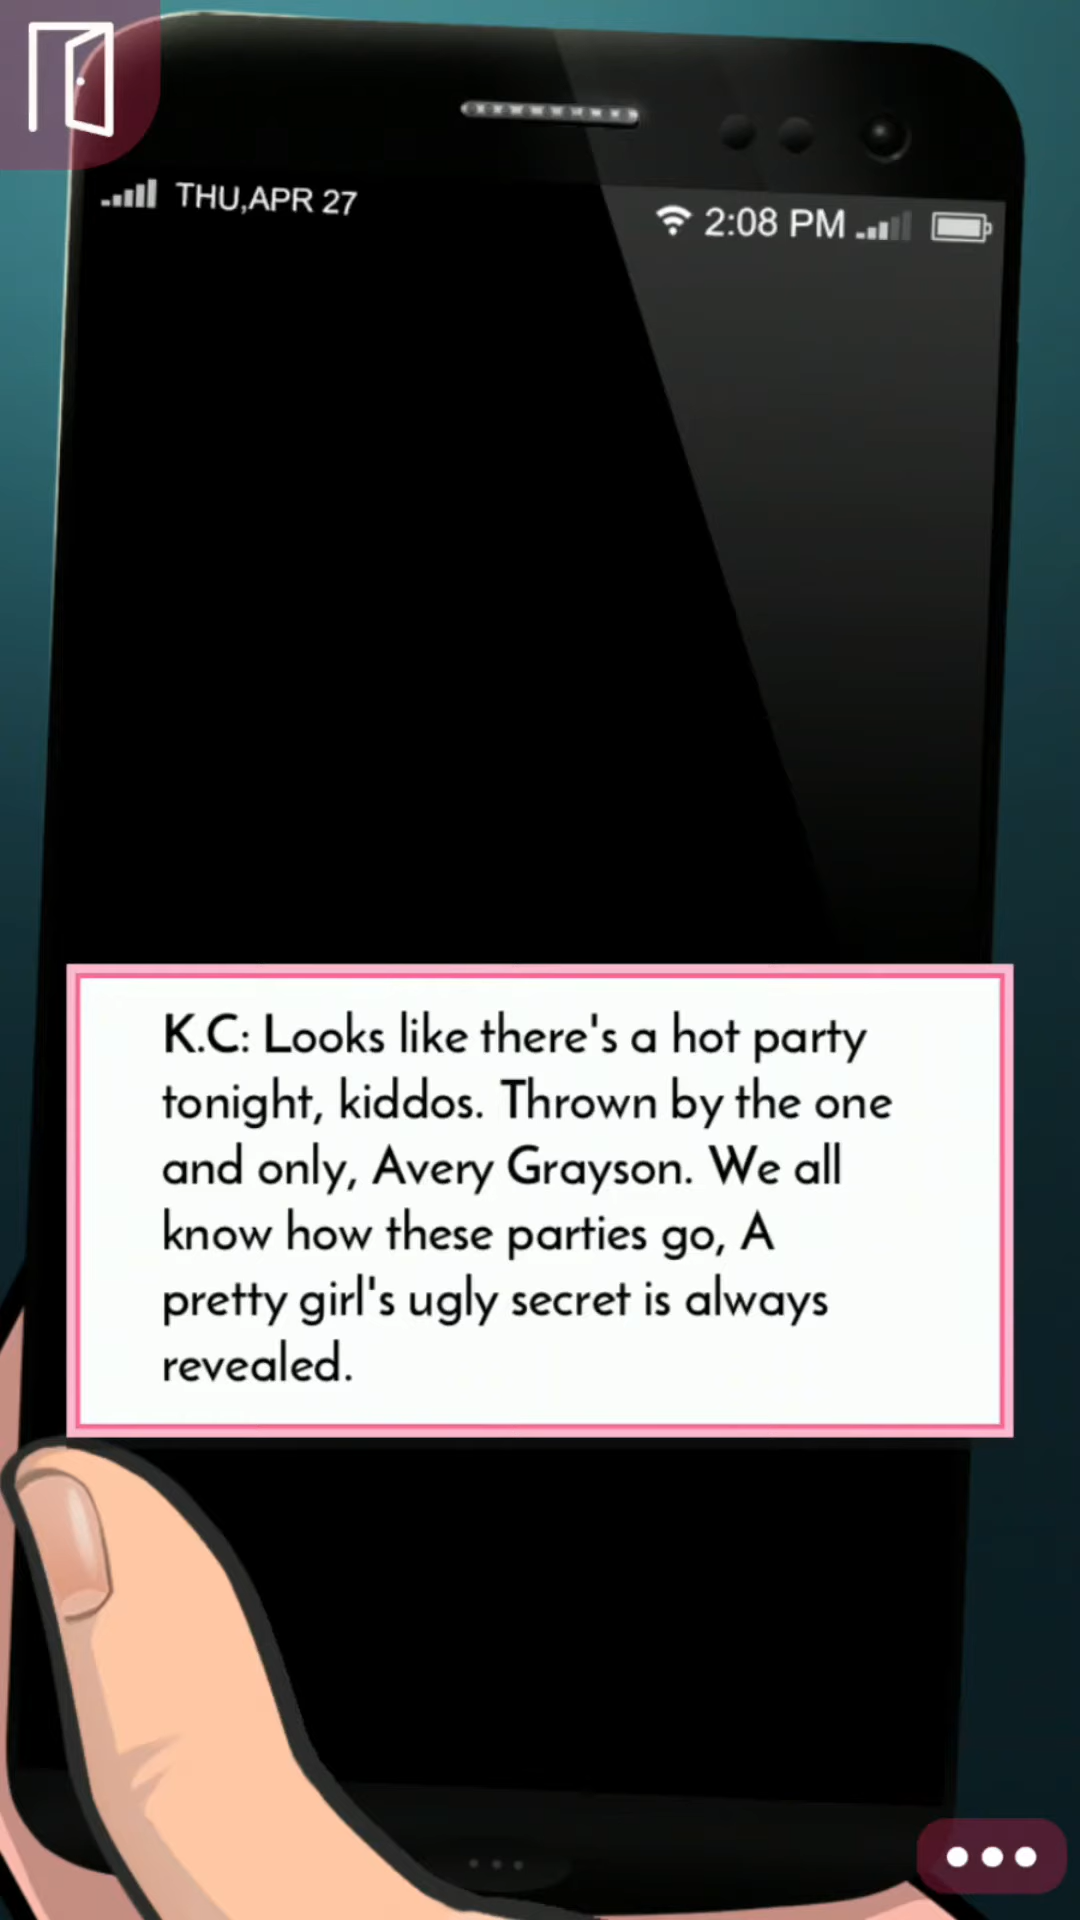 THU,APR 27
2:08 PM
K.C: Looks like there's a hot party
tonight, kiddos. Thrown by the one
and only, Avery Grayson. We all
know how these parties go, A
pretty girl's ugly secret is always
revealed.